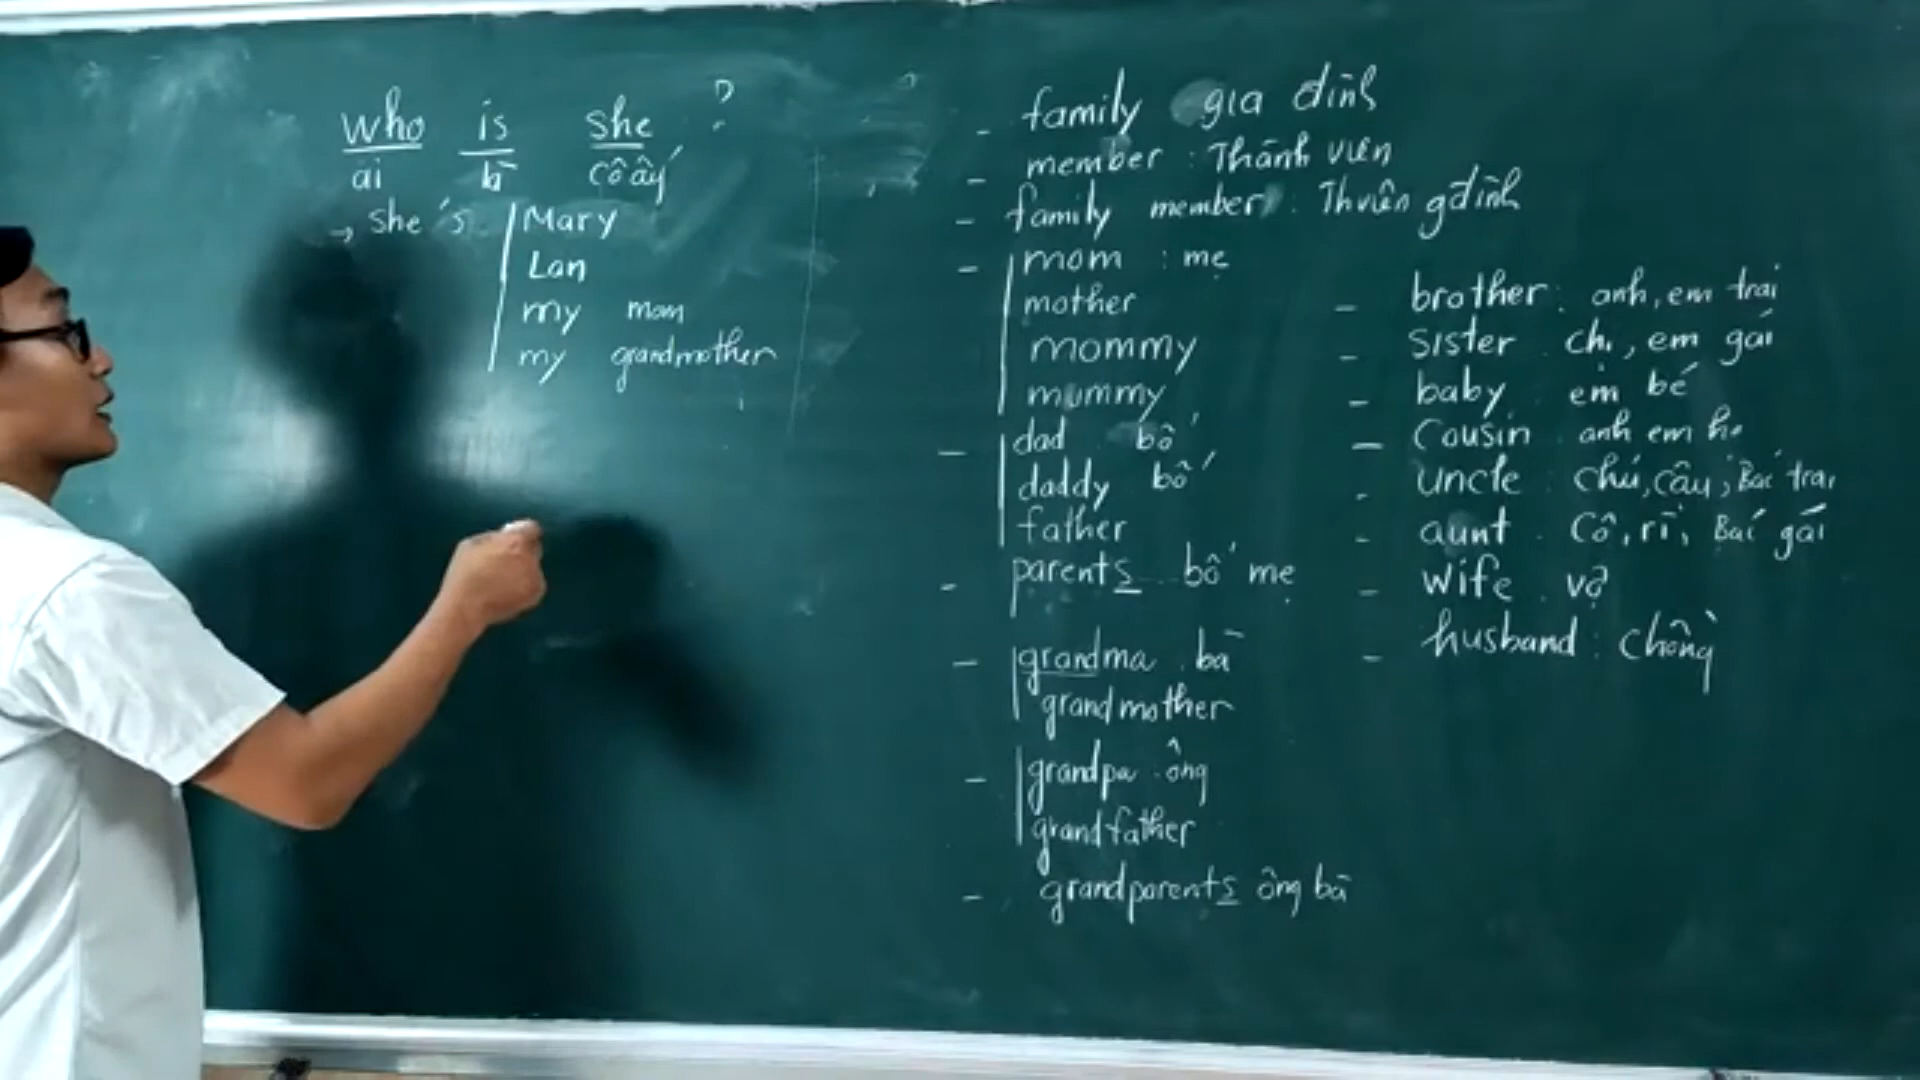 who is she ?
ai là cô ấy
→ she's Mary
Lan
my mom
my grandmother
- family gia đình
- member : Thành viên
- family member : Thviên gđình
- mom : mẹ
mother
mommy
mummy
- dad bố
daddy bố
father
- parents bố mẹ
- grandma . bà
grandmother
- grandpa . ông
grandfather
- grandparents ông bà
- brother : anh, em trai
- sister chị, em gái
- baby em bé
- cousin anh em họ
- uncle : chú, cậu, Bác trai
- aunt . Cô, rì, Bác gái
- wife . vợ
- husband : chồng